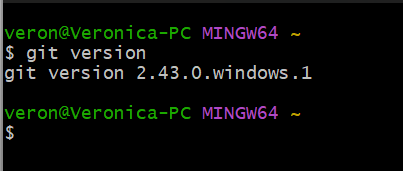 veron@Veronica-PC MINGW64 ~
$ git version
git version 2.43.0.windows.1
veron@Veronica-PC MINGW64 ~
$